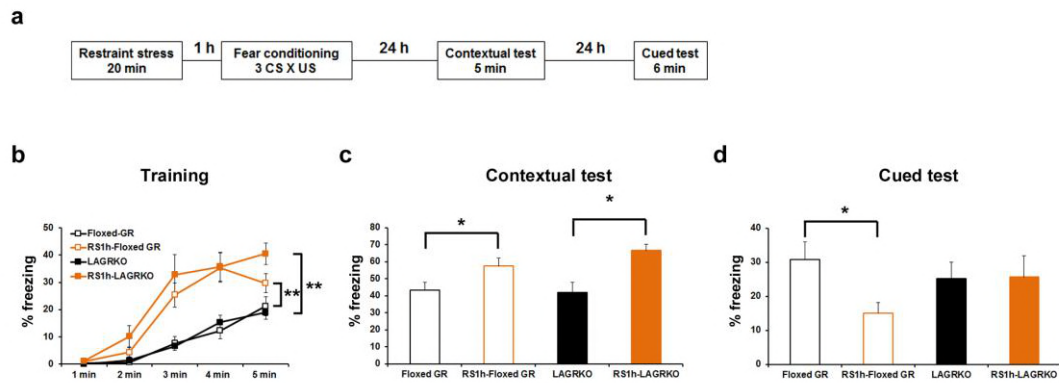 a
Restraint stress
20 min
1 h
Fear conditioning
3 CS X US
24 h
Contextual test
5 min
24 h
Cued test
6 min
b
Training
% freezing
50
40
30
20
10
0
Floxed-GR
RS1h-Floxed GR
LAGRKO
RS1h-LAGRKO
**
**
1 min 2 min 3 min 4 min 5 min
c
Contextual test
% freezing
80
70
60
50
40
30
20
10
0
*
*
Floxed GR RS1h-Floxed GR LAGRKO RS1h-LAGRKO
d
Cued test
% freezing
40
30
20
10
0
*
Floxed GR RS1h-Floxed GR LAGRKO RS1h-LAGRKO